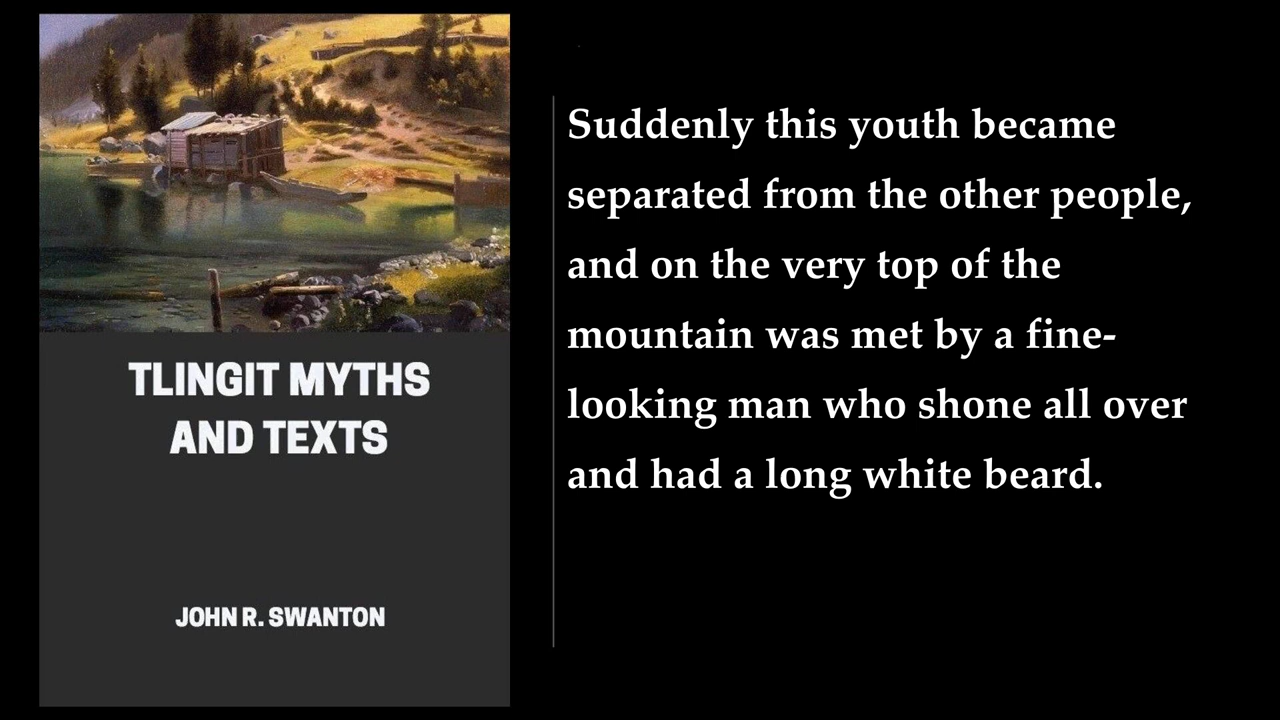 TLINGIT MYTHS
AND TEXTS
JOHN R. SWANTON
Suddenly this youth became
separated from the other people,
and on the very top of the
mountain was met by a fine-
looking man who shone all over
and had a long white beard.